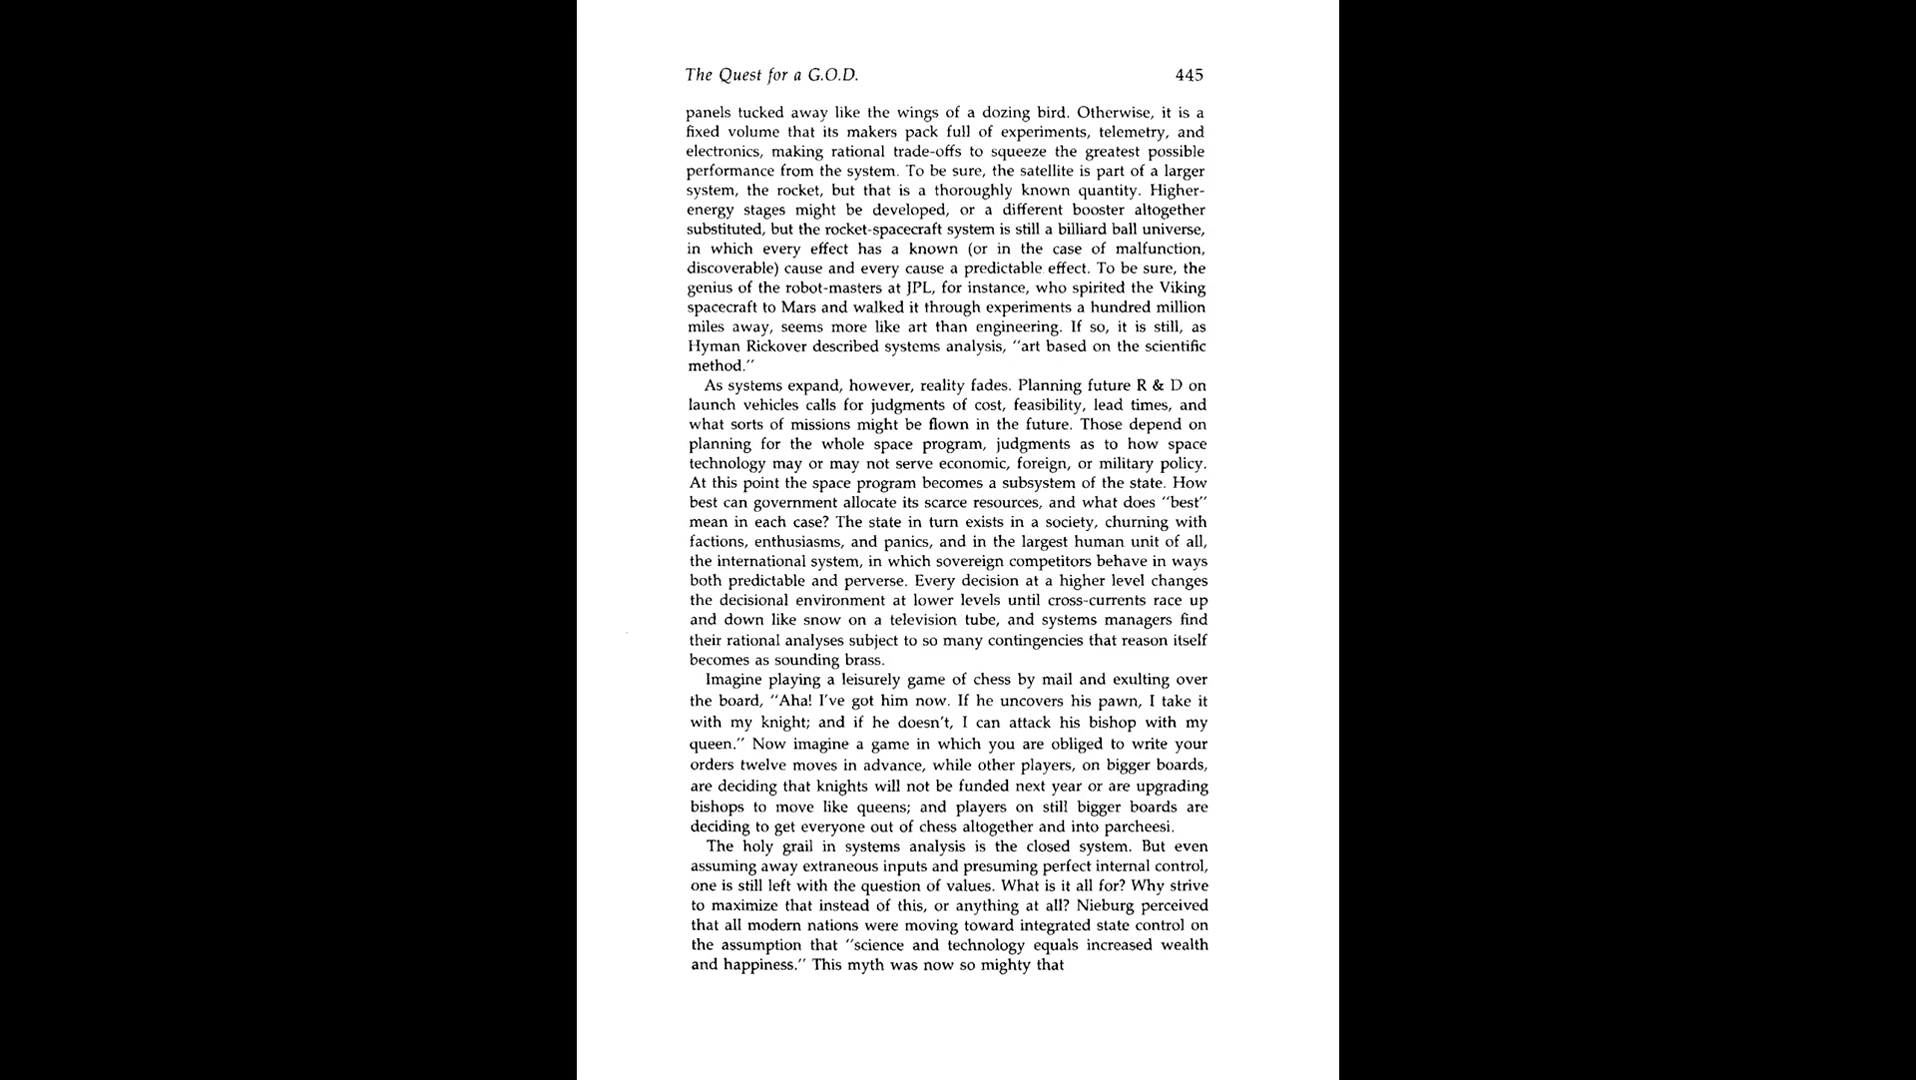 The Quest for a G.O.D. 445
panels tucked away like the wings of a dozing bird. Otherwise, it is a
fixed volume that its makers pack full of experiments, telemetry, and
electronics, making rational trade-offs to squeeze the greatest possible
performance from the system. To be sure, the satellite is part of a larger
system, the rocket, but that is a thoroughly known quantity. Higher-
energy stages might be developed, or a different booster altogether
substituted, but the rocket-spacecraft system is still a billiard ball universe,
in which every effect has a known (or in the case of malfunction,
discoverable) cause and every cause a predictable effect. To be sure, the
genius of the robot-masters at JPL, for instance, who spirited the Viking
spacecraft to Mars and walked it through experiments a hundred million
miles away, seems more like art than engineering. If so, it is still, as
Hyman Rickover described systems analysis, "art based on the scientific
method."
As systems expand, however, reality fades. Planning future R & D on
launch vehicles calls for judgments of cost, feasibility, lead times, and
what sorts of missions might be flown in the future. Those depend on
planning for the whole space program, judgments as to how space
technology may or may not serve economic, foreign, or military policy.
At this point the space program becomes a subsystem of the state. How
best can government allocate its scarce resources, and what does "best"
mean in each case? The state in turn exists in a society, churning with
factions, enthusiasms, and panics, and in the largest human unit of all,
the international system, in which sovereign competitors behave in ways
both predictable and perverse. Every decision at a higher level changes
the decisional environment at lower levels until cross-currents race up
and down like snow on a television tube, and systems managers find
their rational analyses subject to so many contingencies that reason itself
becomes as sounding brass.
Imagine playing a leisurely game of chess by mail and exulting over
the board, "Aha! I've got him now. If he uncovers his pawn, I take it
with my knight; and if he doesn't, I can attack his bishop with my
queen." Now imagine a game in which you are obliged to write your
orders twelve moves in advance, while other players, on bigger boards,
are deciding that knights will not be funded next year or are upgrading
bishops to move like queens; and players on still bigger boards are
deciding to get everyone out of chess altogether and into parcheesi.
The holy grail in systems analysis is the closed system. But even
assuming away extraneous inputs and presuming perfect internal control,
one is still left with the question of values. What is it all for? Why strive
to maximize that instead of this, or anything at all? Nieburg perceived
that all modern nations were moving toward integrated state control on
the assumption that "science and technology equals increased wealth
and happiness." This myth was now so mighty that